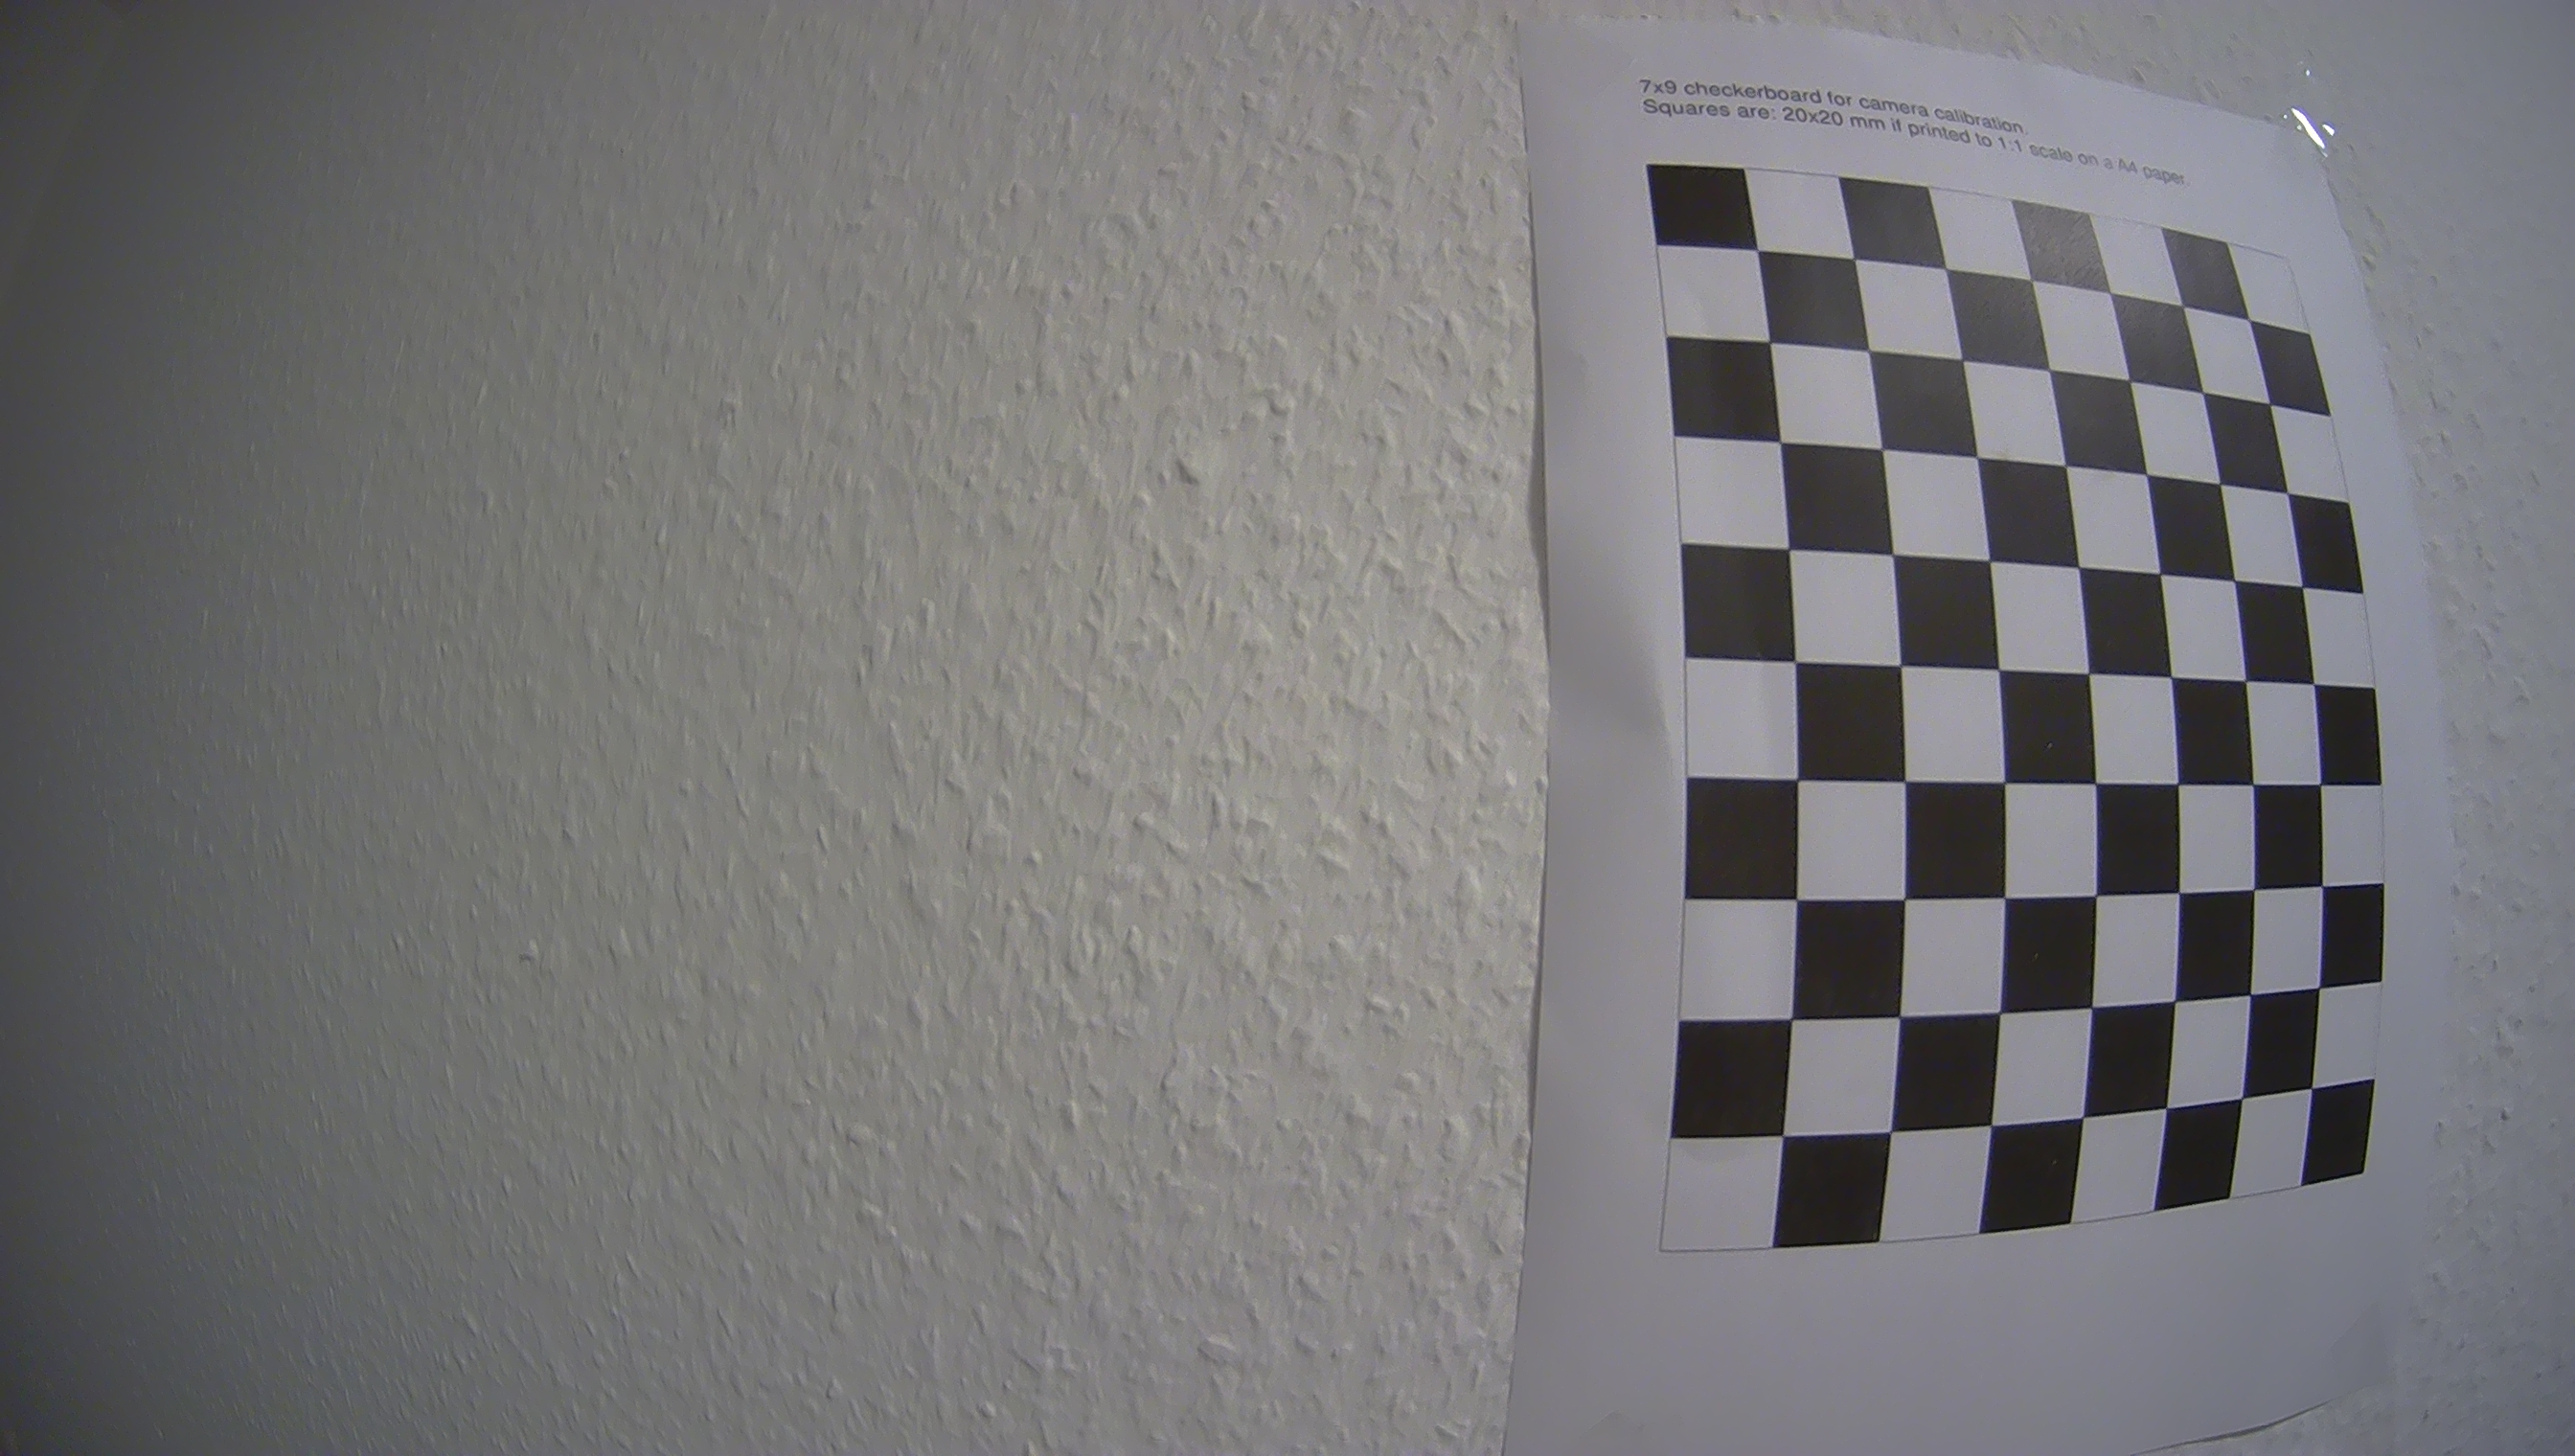 7x9 checkerboard for camera calibration.
Squares are: 20x20 mm if printed to 1:1 scale on a A4 paper.